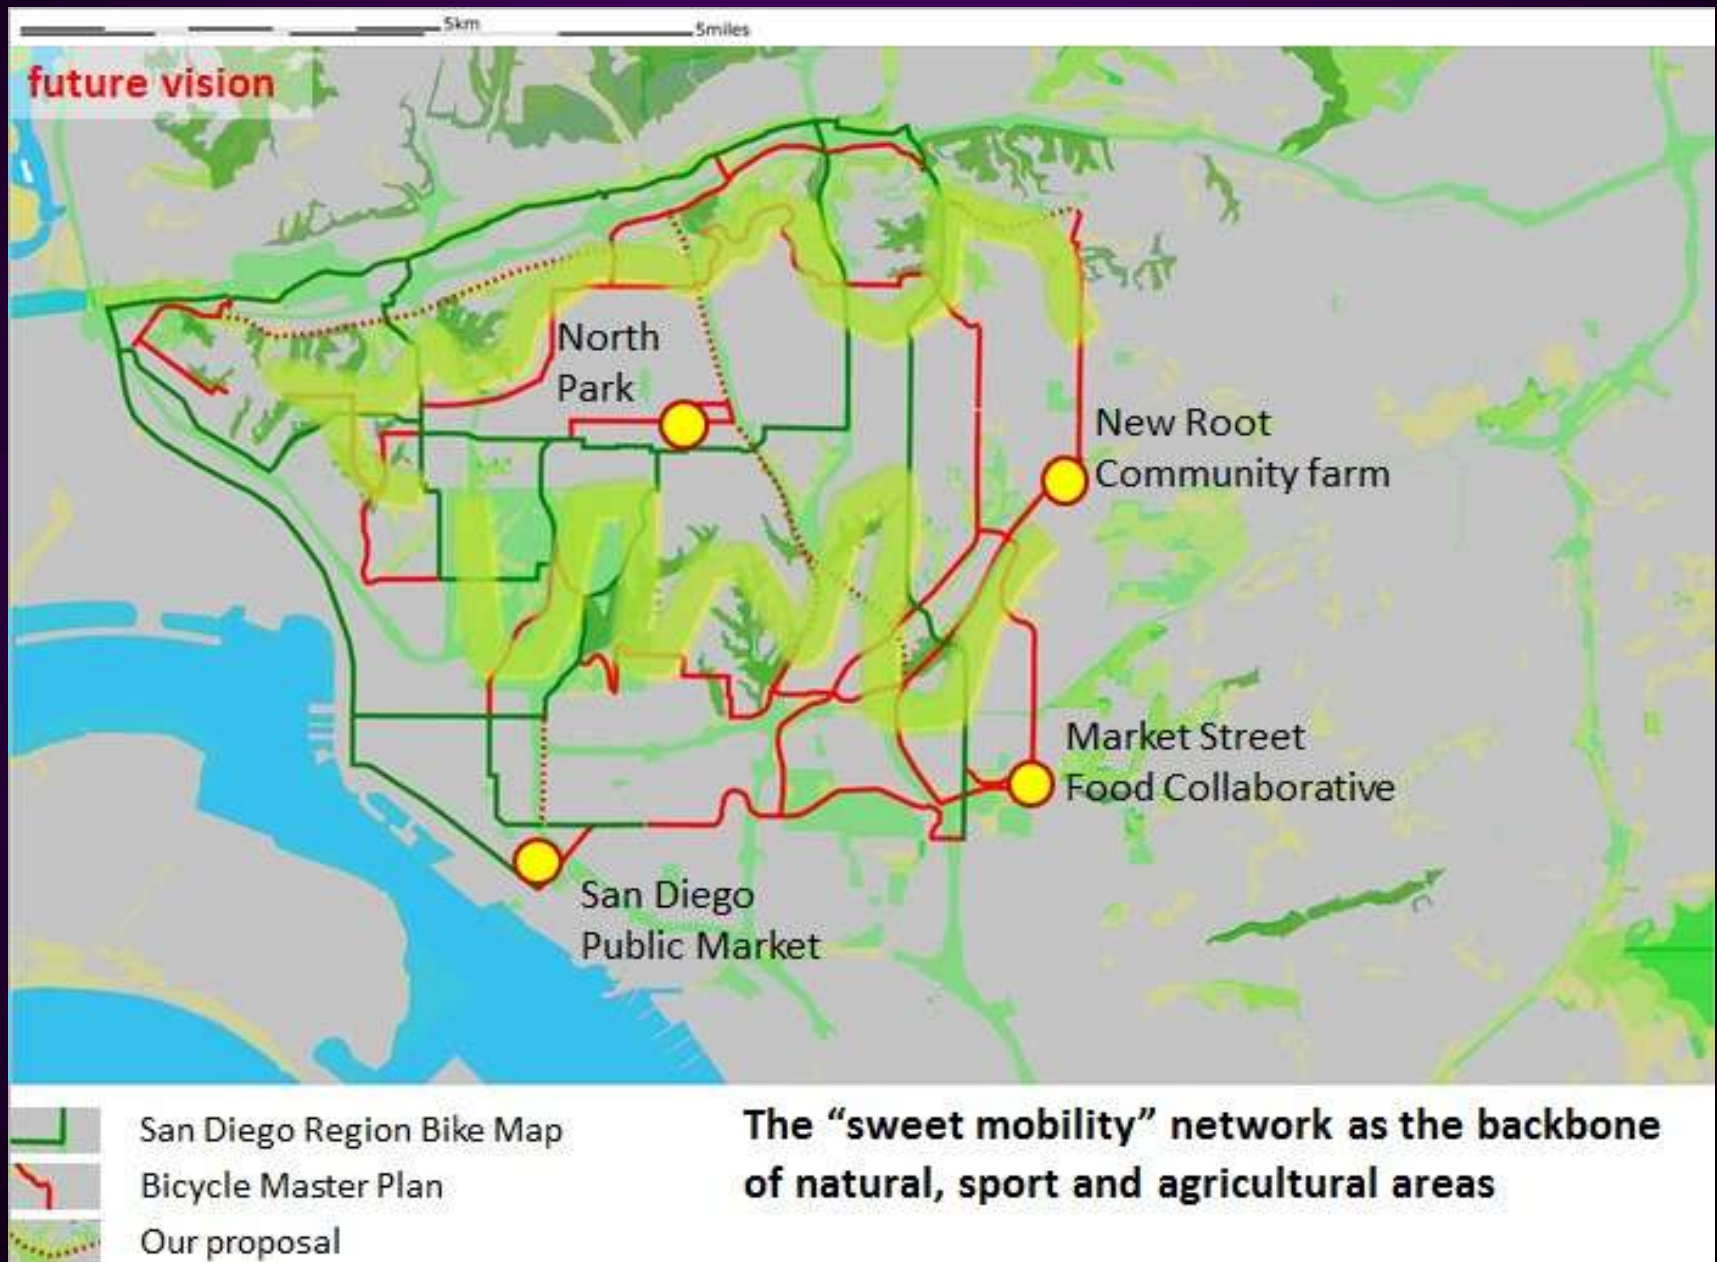 5km
5miles
future vision
North
Park
New Root
Community farm
Market Street
Food Collaborative
San Diego
Public Market
San Diego Region Bike Map
Bicycle Master Plan
Our proposal
The “sweet mobility” network as the backbone
of natural, sport and agricultural areas